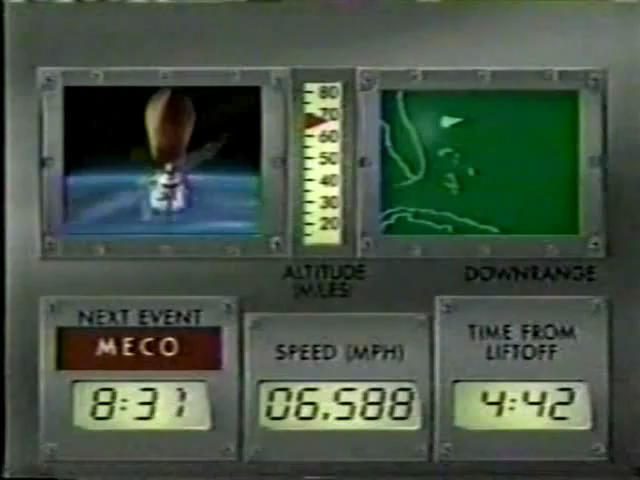 80
70
60
50
40
30
20
ALTITUDE
(MILES)
DOWNRANGE
NEXT EVENT
MECO
8:37
SPEED (MPH)
06.588
TIME FROM
LIFTOFF
4:42